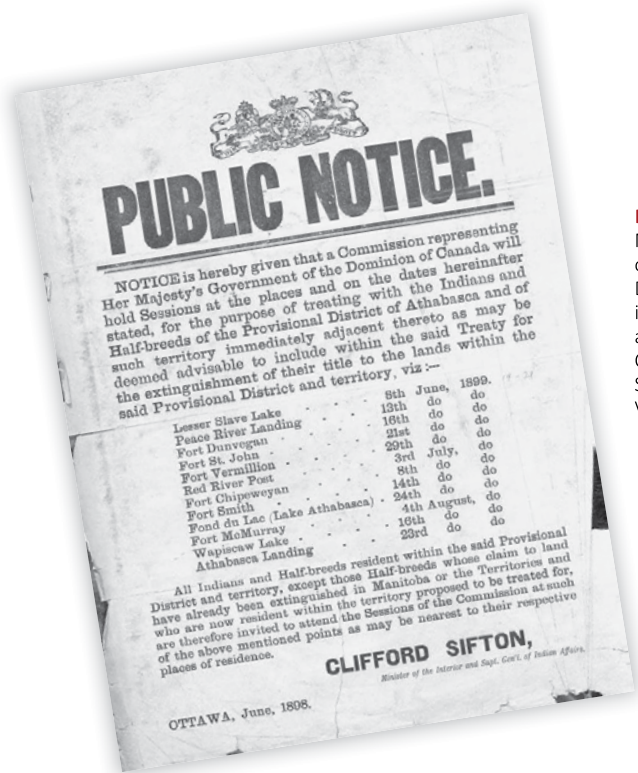 PUBLIC NOTICE.
NOTICE is hereby given that a Commission representing
Her Majesty's Government of the Dominion of Canada will
hold Sessions at the places and on the dates hereinafter
stated, for the purpose of treating with the Indians and
Half-breeds of the Provisional District of Athabasca and of
such territory immediately adjacent thereto as may be
deemed advisable to include within the said Treaty for
the extinguishment of their title to the lands within the
said Provisional District and territory, viz :—
Lesser Slave Lake . . . 8th June, 1899.
Peace River Landing . . . 13th do do
Fort Dunvegan . . . 16th do do
Fort St. John . . . 21st do do
Fort Vermillion . . . 29th do do
Red River Post . . . 3rd July, do
Fort Chipeweyan . . . 8th do do
Fort Smith . . . 14th do do
Fond du Lac (Lake Athabasca) . 24th do do
Fort McMurray . . . 4th August, do
Wapiscaw Lake . . . 16th do do
Athabasca Landing . . . 23rd do do
All Indians and Half-breeds resident within the said Provisional
District and territory, except those Half-breeds whose claim to land
have already been extinguished in Manitoba or the Territories and
who are now resident within the territory proposed to be treated for,
are therefore invited to attend the Sessions of the Commission at such
of the above mentioned points as may be nearest to their respective
places of residence.
CLIFFORD SIFTON,
Minister of the Interior and Supt. Gen'l. of Indian Affairs.
OTTAWA, June, 1898.